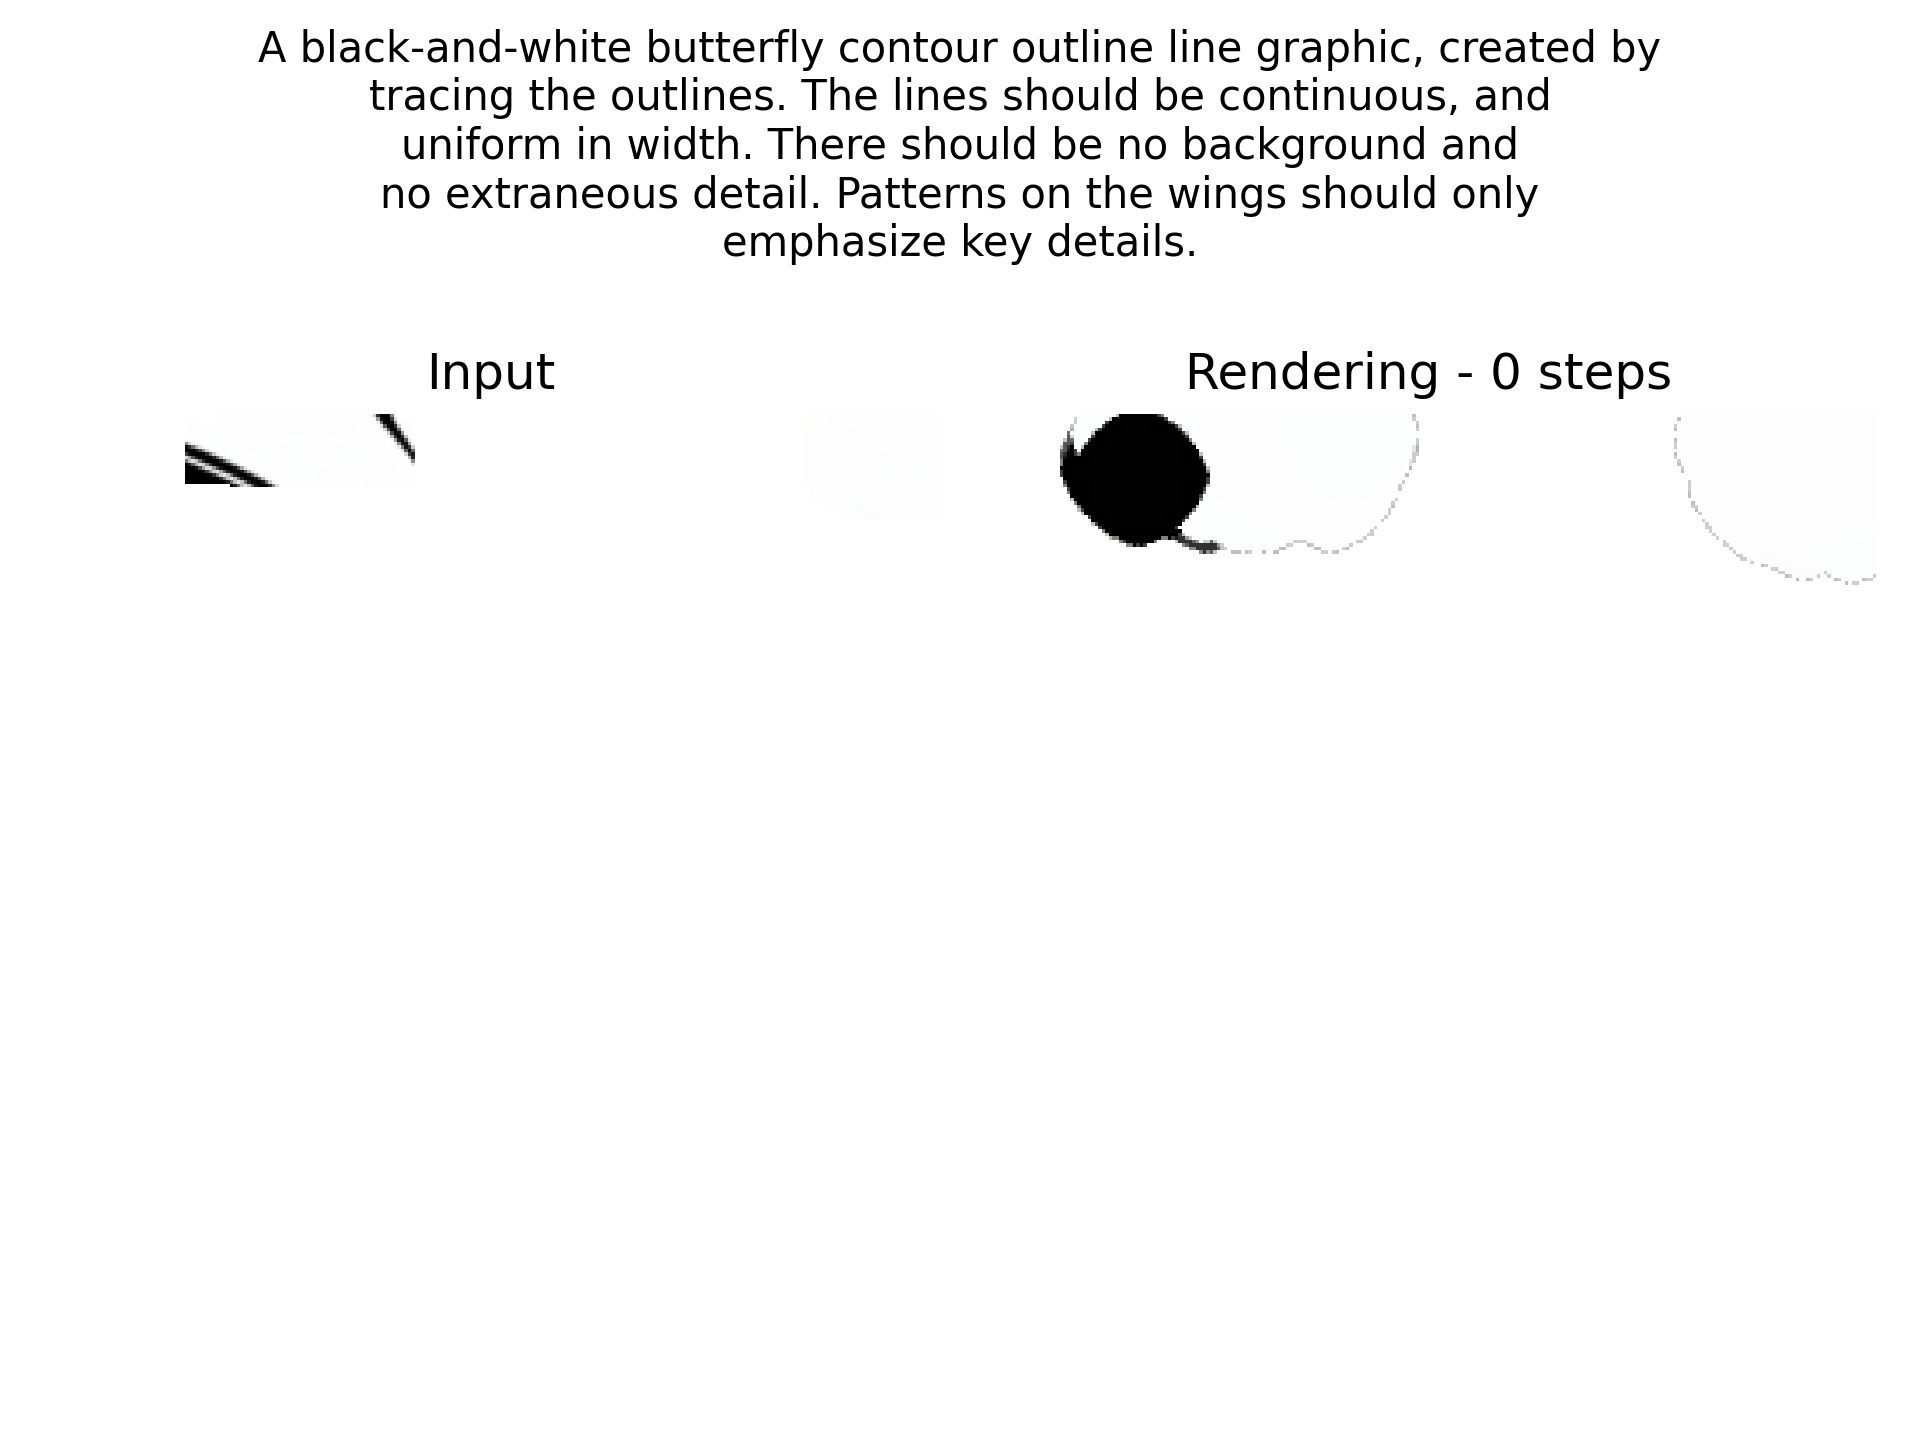 A black-and-white butterfly contour outline line graphic, created by
tracing the outlines. The lines should be continuous, and
uniform in width. There should be no background and
no extraneous detail. Patterns on the wings should only
emphasize key details.
Input
Rendering - 0 steps